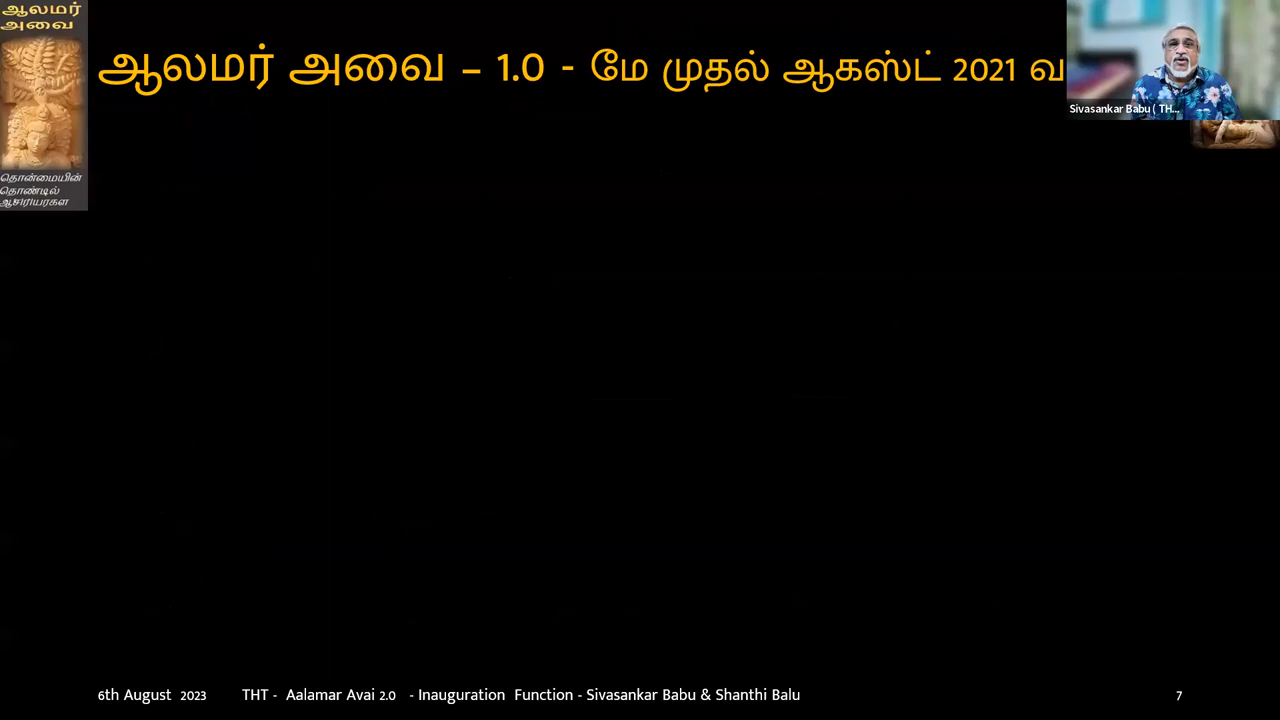 ஆலமர்
அவை
ஆலமர் அவை – 1.0 - மே முதல் ஆகஸ்ட் 2021 வ
Sivasankar Babu ( TH...
தொன்மையின்
தொண்டில்
ஆசிரியர்கள்
6th August 2023 THT - Aalamar Avai 2.0 - Inauguration Function - Sivasankar Babu & Shanthi Balu 7